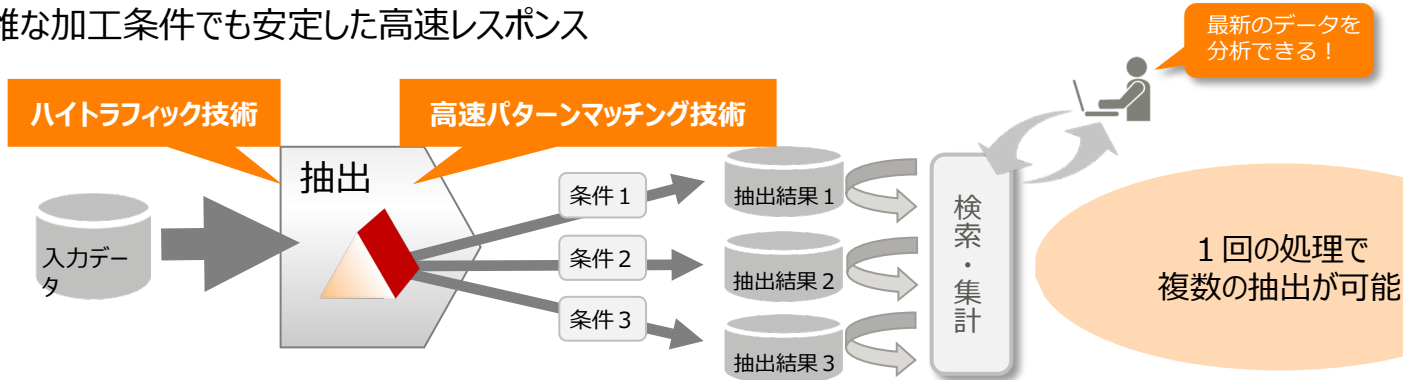 雑な加工条件でも安定した高速レスポンス
最新のデータを
分析できる！
ハイトラフィック技術
高速パターンマッチング技術
抽出
入力デー
タ
条件１
条件２
条件３
抽出結果１
抽出結果２
抽出結果３
検索・集計
１回の処理で
複数の抽出が可能